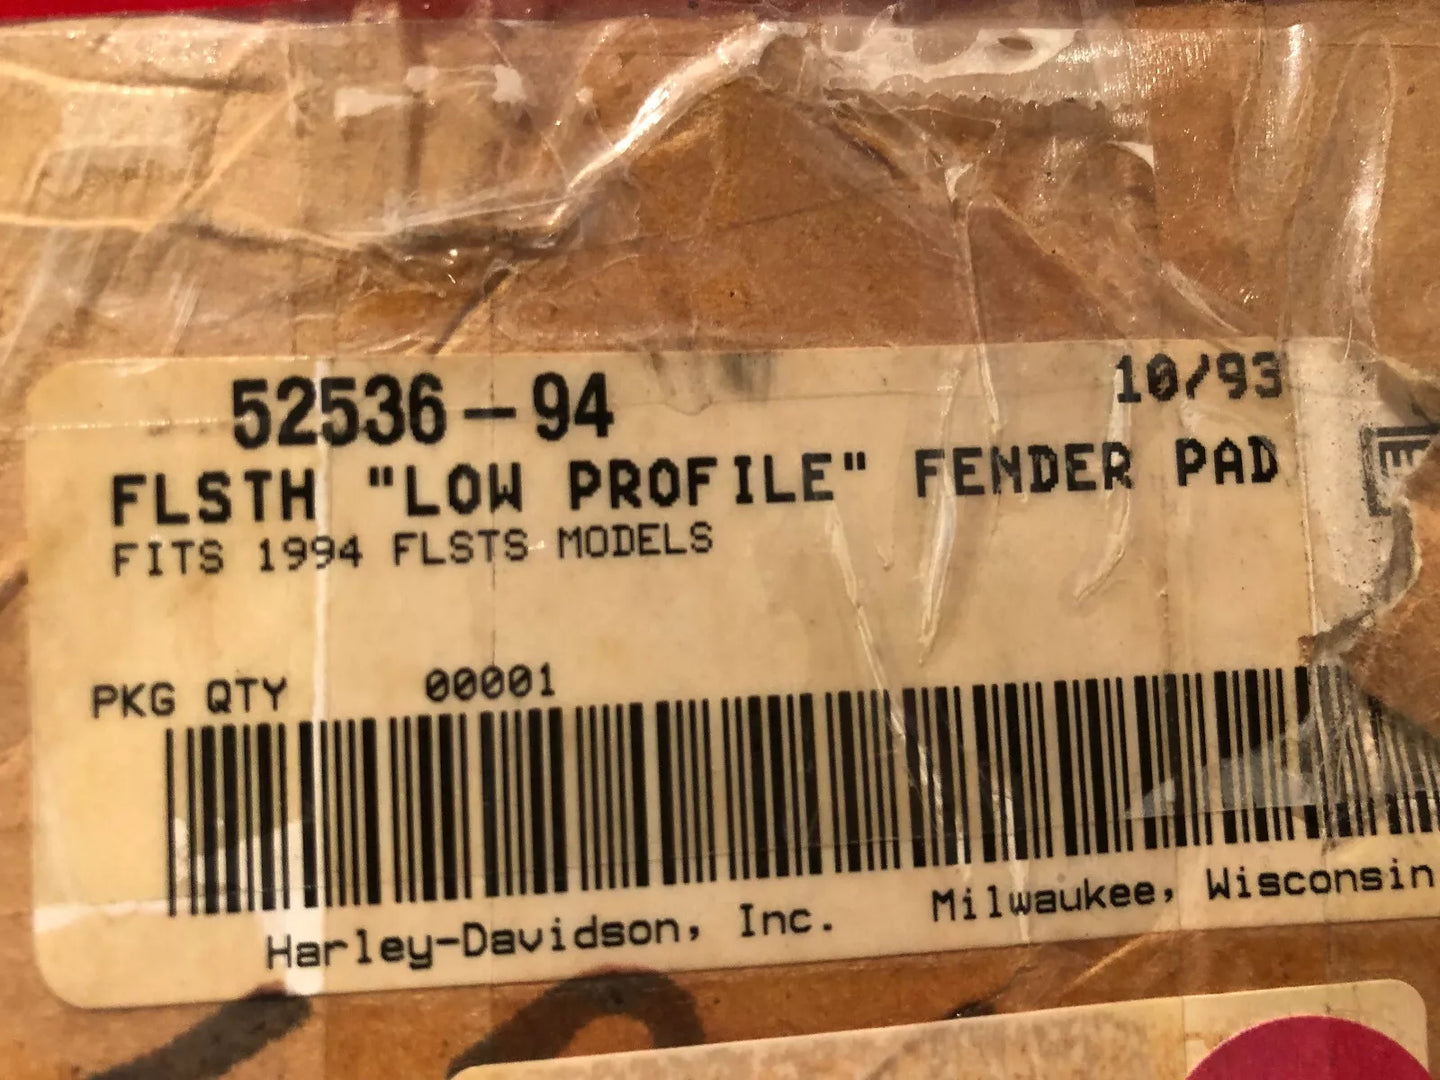 52536-94
10/93
FLSTH "LOW PROFILE" FENDER PAD
FITS 1994 FLSTS MODELS
PKG QTY 00001
Harley-Davidson, Inc. Milwaukee, Wisconsin